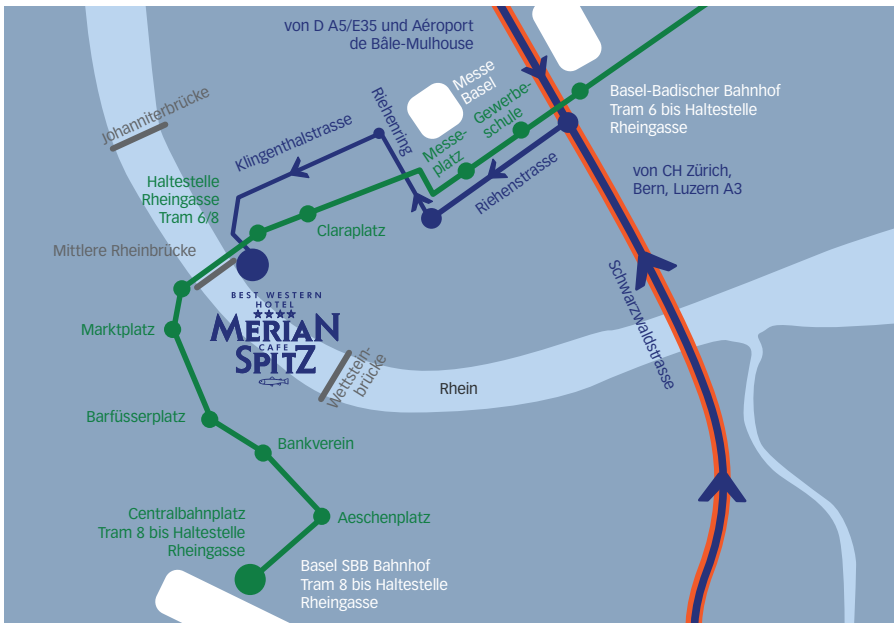 von D A5/E35 und Aéroport
de Bâle-Mulhouse
Messe
Basel
Basel-Badischer Bahnhof
Tram 6 bis Haltestelle
Rheingasse
Johanniterbrücke
Klingenthalstrasse
Riehenring
Messe-
platz
Gewerbe-
schule
Riehenstrasse
von CH Zürich,
Bern, Luzern A3
Haltestelle
Rheingasse
Tram 6/8
Claraplatz
Mittlere Rheinbrücke
Schwarzwaldstrasse
BEST WESTERN
HOTEL
★★★★
MERIAN
CAFE
SPITZ
Marktplatz
Wettstein-
brücke
Rhein
Barfüsserplatz
Bankverein
Centralbahnplatz
Tram 8 bis Haltestelle
Rheingasse
Aeschenplatz
Basel SBB Bahnhof
Tram 8 bis Haltestelle
Rheingasse